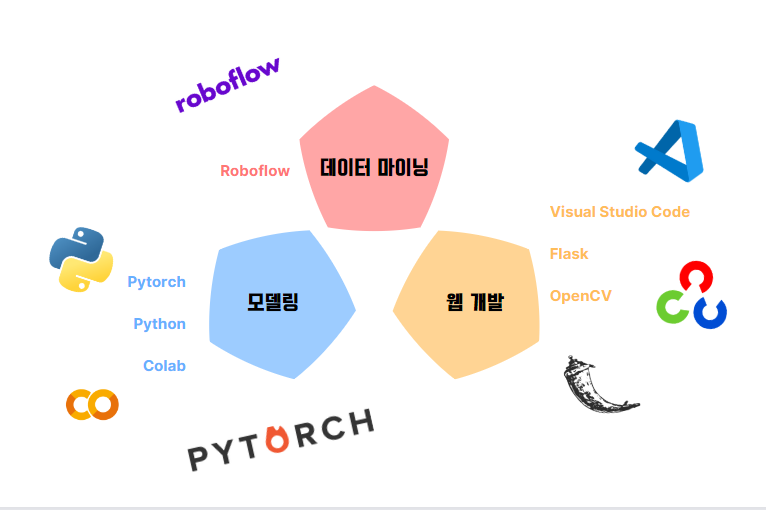 roboflow
Roboflow
데이터 마이닝
Visual Studio Code
Flask
OpenCV
Pytorch
Python
Colab
모델링
웹 개발
PYTORCH